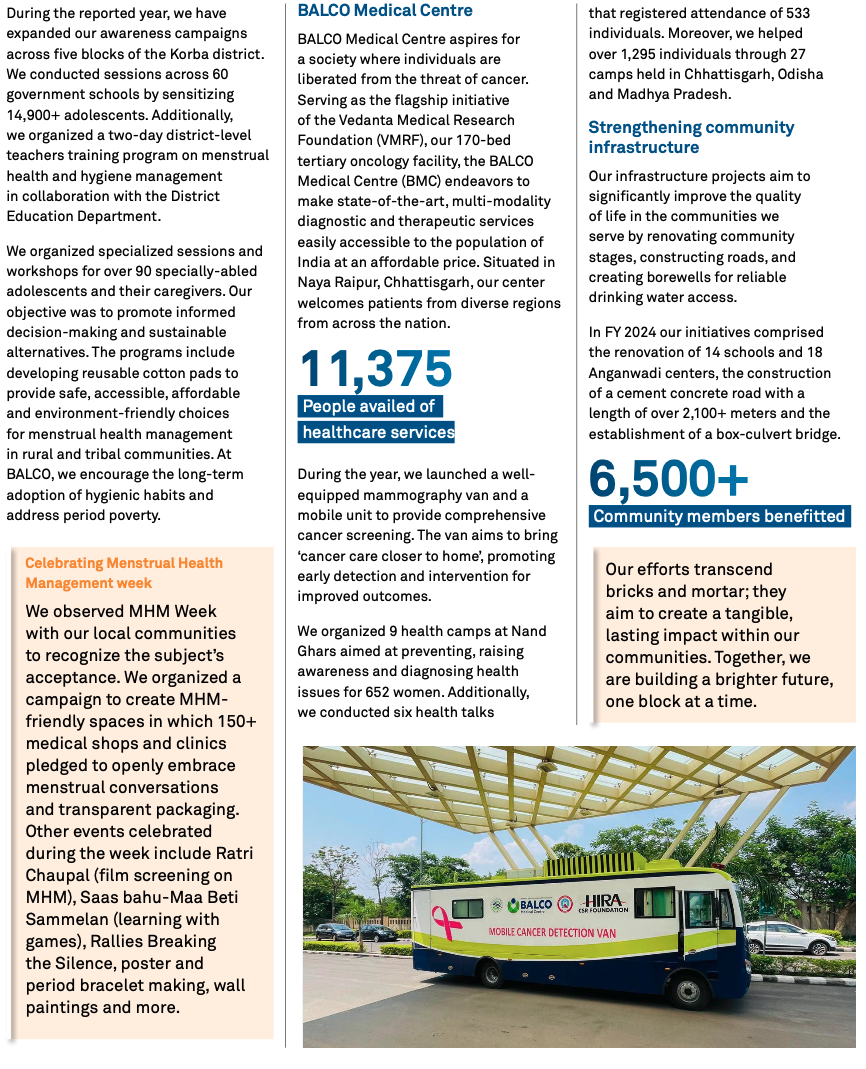 During the reported year, we have
expanded our awareness campaigns
across five blocks of the Korba district.
We conducted sessions across 60
government schools by sensitizing
14,900+ adolescents. Additionally,
we organized a two-day district-level
teachers training program on menstrual
health and hygiene management
in collaboration with the District
Education Department.
We organized specialized sessions and
workshops for over 90 specially-abled
adolescents and their caregivers. Our
objective was to promote informed
decision-making and sustainable
alternatives. The programs include
developing reusable cotton pads to
provide safe, accessible, affordable
and environment-friendly choices
for menstrual health management
in rural and tribal communities. At
BALCO, we encourage the long-term
adoption of hygienic habits and
address period poverty.
Celebrating Menstrual Health
Management week
We observed MHM Week
with our local communities
to recognize the subject's
acceptance. We organized a
campaign to create MHM-
friendly spaces in which 150+
medical shops and clinics
pledged to openly embrace
menstrual conversations
and transparent packaging.
Other events celebrated
during the week include Ratri
Chaupal (film screening on
MHM), Saas bahu-Maa Beti
Sammelan (learning with
games), Rallies Breaking
the Silence, poster and
period bracelet making, wall
paintings and more.
BALCO Medical Centre
BALCO Medical Centre aspires for
a society where individuals are
liberated from the threat of cancer.
Serving as the flagship initiative
of the Vedanta Medical Research
Foundation (VMRF), our 170-bed
tertiary oncology facility, the BALCO
Medical Centre (BMC) endeavors to
make state-of-the-art, multi-modality
diagnostic and therapeutic services
easily accessible to the population of
India at an affordable price. Situated in
Naya Raipur, Chhattisgarh, our center
welcomes patients from diverse regions
from across the nation.
11,375
People availed of
healthcare services
During the year, we launched a well-
equipped mammography van and a
mobile unit to provide comprehensive
cancer screening. The van aims to bring
'cancer care closer to home', promoting
early detection and intervention for
improved outcomes.
We organized 9 health camps at Nand
Ghars aimed at preventing, raising
awareness and diagnosing health
issues for 652 women. Additionally,
we conducted six health talks
that registered attendance of 533
individuals. Moreover, we helped
over 1,295 individuals through 27
camps held in Chhattisgarh, Odisha
and Madhya Pradesh.
Strengthening community
infrastructure
Our infrastructure projects aim to
significantly improve the quality
of life in the communities we
serve by renovating community
stages, constructing roads, and
creating borewells for reliable
drinking water access.
In FY 2024 our initiatives comprised
the renovation of 14 schools and 18
Anganwadi centers, the construction
of a cement concrete road with a
length of over 2,100+ meters and the
establishment of a box-culvert bridge.
6,500+
Community members benefitted
Our efforts transcend
bricks and mortar; they
aim to create a tangible,
lasting impact within our
communities. Together, we
are building a brighter future,
one block at a time.
BALCO
Medical Centre
HIRA
CSR FOUNDATION
MOBILE CANCER DETECTION VAN